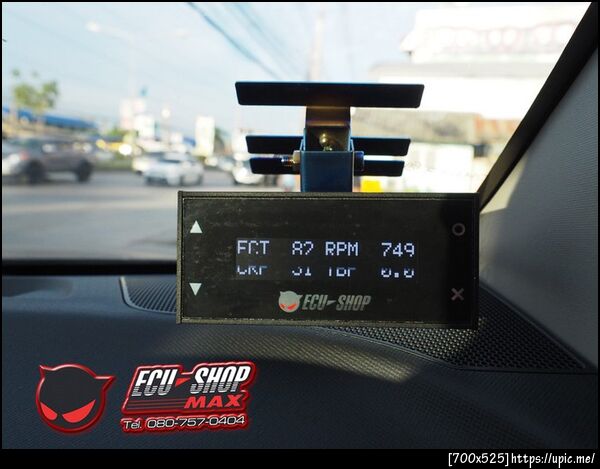 ECT 82 RPM 749
ECU-SHOP
ECU-SHOP
MAX
Tel. 080-757-0404
[700x525]https://upic.me/